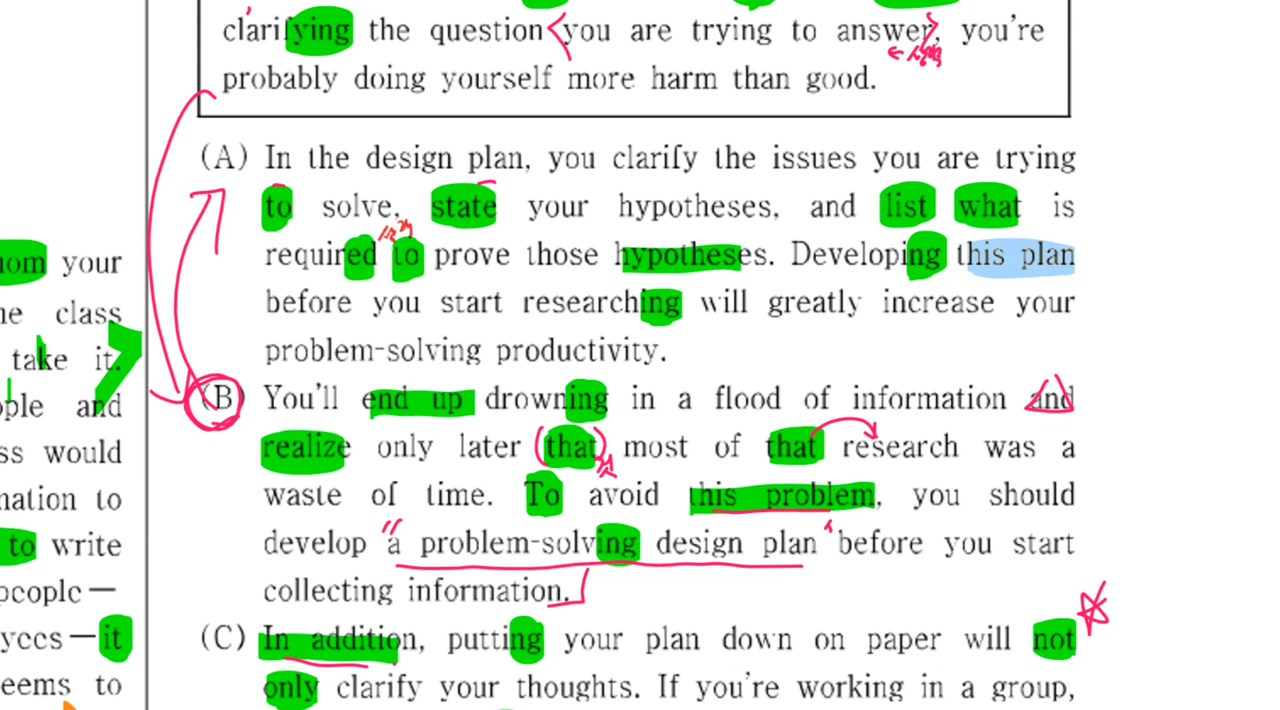 your
class
take it.
and
would
to
to write
people—
—it
to
clarifying the question you are trying to answer, you're
probably doing yourself more harm than good.
(A) In the design plan, you clarify the issues you are trying
to solve, state your hypotheses, and list what is
required to prove those hypotheses. Developing this plan
before you start researching will greatly increase your
problem-solving productivity.
(B) You'll end up drowning in a flood of information and
realize only later (that) most of that research was a
waste of time. To avoid this problem, you should
develop "a problem-solving design plan" before you start
collecting information.
(C) In addition, putting your plan down on paper will not
only clarify your thoughts. If you're working in a group,